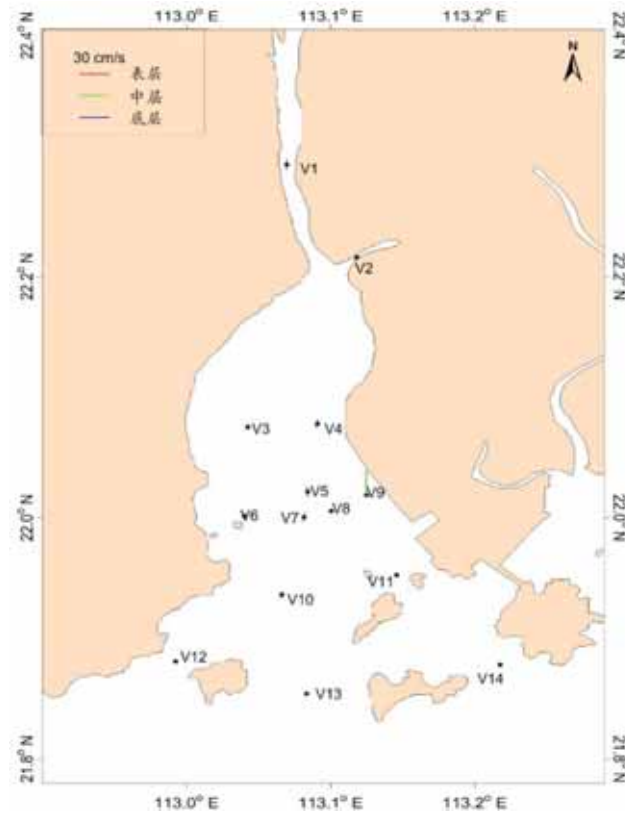 113.0° E 113.1° E 113.2° E
22.4° N 22.4° N
30 cm/s
表层
中层
底层
N
V1
V2
22.2° N 22.2° N
V3 V4
V5 V9
V6 V7 V8
22.0° N 22.0° N
V11
V10
V12
V14
V13
21.8° N 21.8° N
113.0° E 113.1° E 113.2° E